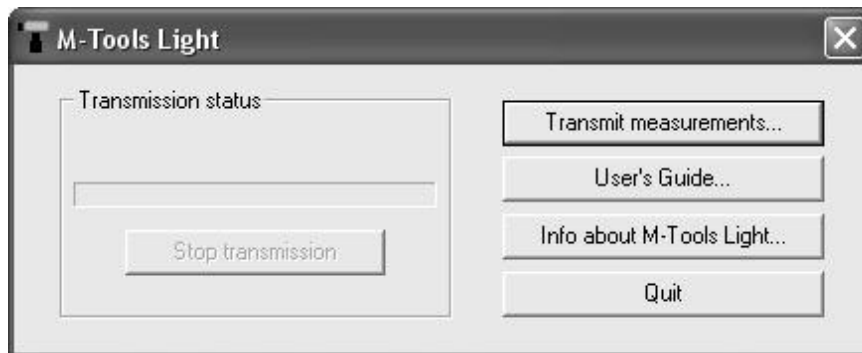 M-Tools Light
Transmission status
Stop transmission
Transmit measurements...
User's Guide...
Info about M-Tools Light...
Quit